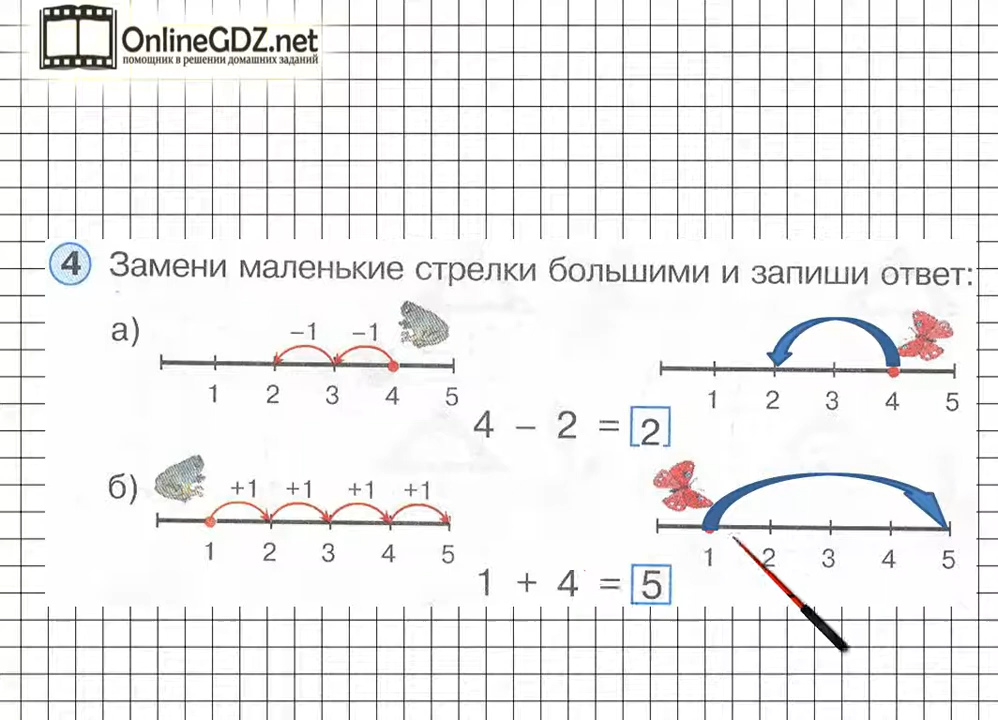 OnlineGDZ.net
помощник в решении домашних заданий
4 Замени маленькие стрелки большими и запиши ответ:
а)
–1 –1
1 2 3 4 5
1 2 3 4 5
4 – 2 = 2
б)
+1 +1 +1 +1
1 2 3 4 5
1 2 3 4 5
1 + 4 = 5